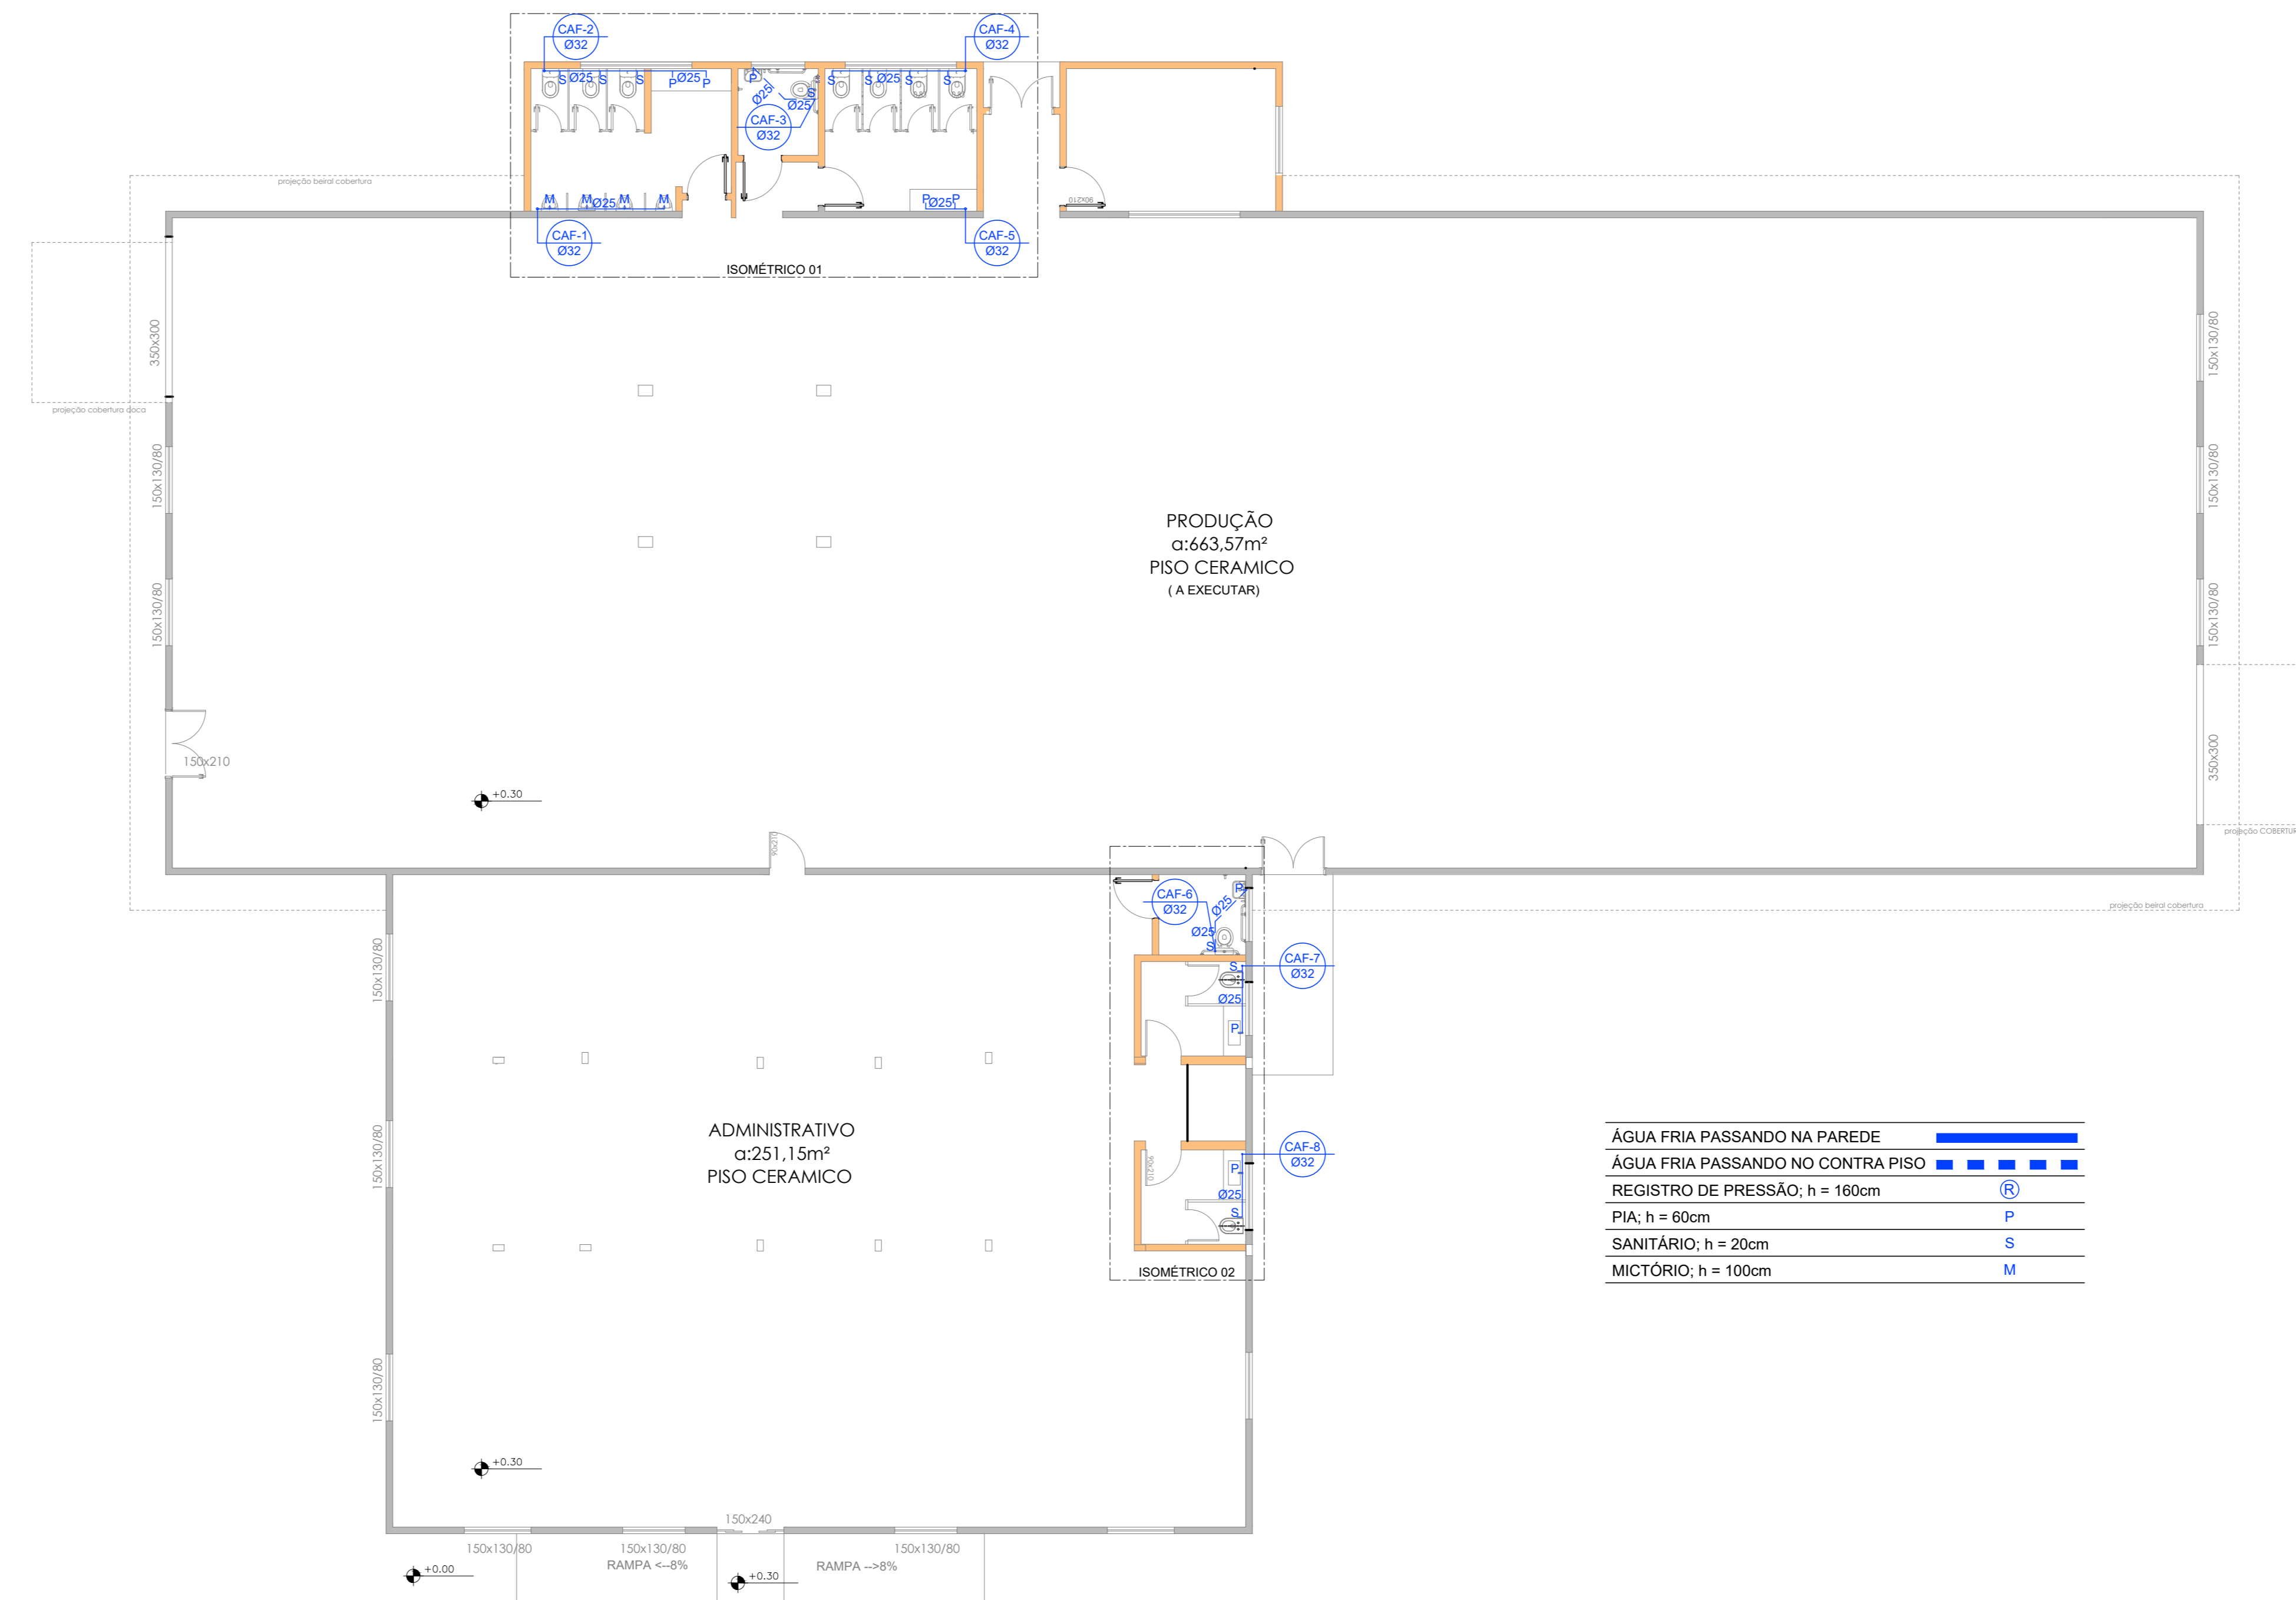 CAF-2
Ø32
CAF-4
Ø32
S
Ø25
S
S
P
Ø25
P
P
Ø25
S
Ø25
S
S
Ø25
S
S
CAF-3
Ø32
projeção beiral cobertura
M
M
Ø25
M
M
P
Ø25
P
90x210
CAF-1
Ø32
CAF-5
Ø32
ISOMÉTRICO 01
350x300
150x130/80
projeção cobertura doca
150x130/80
150x130/80
PRODUÇÃO
a:663,57m²
PISO CERAMICO
( A EXECUTAR)
150x130/80
150x130/80
150x210
350x300
+0.30
projeção COBERTUR
90x210
CAF-6
Ø32
P
Ø25
Ø25
S
projeção beiral cobertura
150x130/80
S
CAF-7
Ø32
Ø25
P
ADMINISTRATIVO
a:251,15m²
PISO CERAMICO
150x130/80
90x210
P
CAF-8
Ø32
Ø25
S
ISOMÉTRICO 02
ÁGUA FRIA PASSANDO NA PAREDE
ÁGUA FRIA PASSANDO NO CONTRA PISO
REGISTRO DE PRESSÃO; h = 160cm R
PIA; h = 60cm P
SANITÁRIO; h = 20cm S
MICTÓRIO; h = 100cm M
150x130/80
+0.30
150x240
150x130/80
150x130/80
150x130/80
RAMPA <--8%
RAMPA -->8%
+0.00
+0.30